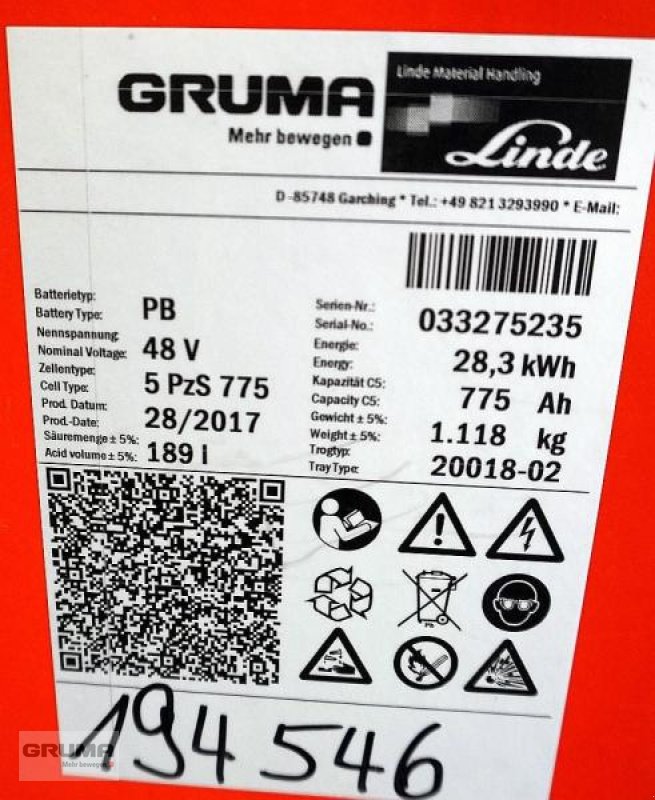 GRUMA
Mehr bewegen
Linde Material Handling
Linde
D-85748 Garching * Tel.: +49 821 3293990 * E-Mail:
Batterietyp:
Battery Type: PB
Nennspannung:
Nominal Voltage: 48 V
Zellentype:
Cell Type: 5 PzS 775
Prod. Datum:
Prod.-Date: 28/2017
Säuremenge ± 5%:
Acid volume ± 5%: 189 l
Serien-Nr.:
Serial-No.: 033275235
Energie:
Energy: 28,3 kWh
Kapazität C5:
Capacity C5: 775 Ah
Gewicht ± 5%:
Weight ± 5%: 1.118 kg
Trogtyp:
Tray Type: 20018-02
Pb
194 546
GRUMA
Mehr bewegen